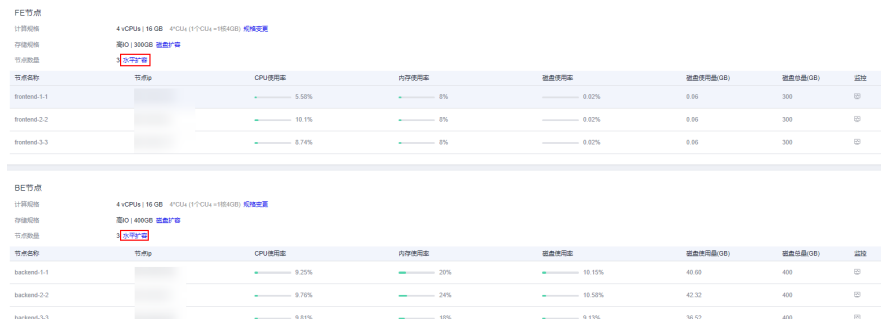 FE节点
计算规格 4 vCPUs | 16 GB 4*CUs (1个CUs =1核4GB) 规格变更
存储规格 高IO | 300GB 磁盘扩容
节点数量 3 水平扩容
节点名称 节点ip CPU使用率 内存使用率 磁盘使用率 磁盘使用量(GB) 磁盘总量(GB) 监控
frontend-1-1 5.58% 8% 0.02% 0.06 300
frontend-2-2 10.1% 8% 0.02% 0.06 300
frontend-3-3 8.74% 8% 0.02% 0.06 300
BE节点
计算规格 4 vCPUs | 16 GB 4*CUs (1个CUs =1核4GB) 规格变更
存储规格 高IO | 400GB 磁盘扩容
节点数量 3 水平扩容
节点名称 节点ip CPU使用率 内存使用率 磁盘使用率 磁盘使用量(GB) 磁盘总量(GB) 监控
backend-1-1 9.25% 20% 10.15% 40.60 400
backend-2-2 9.76% 24% 10.58% 42.32 400
backend-3-3 9.81% 18% 9.13% 36.52 400